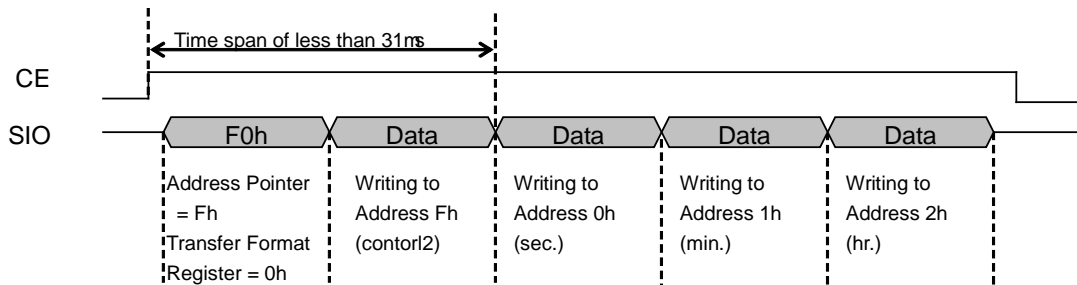 Time span of less than 31ms
CE
SIO
F0h
Data
Data
Data
Data
Address Pointer
= Fh
Transfer Format
Register = 0h
Writing to
Address Fh
(contorl2)
Writing to
Address 0h
(sec.)
Writing to
Address 1h
(min.)
Writing to
Address 2h
(hr.)